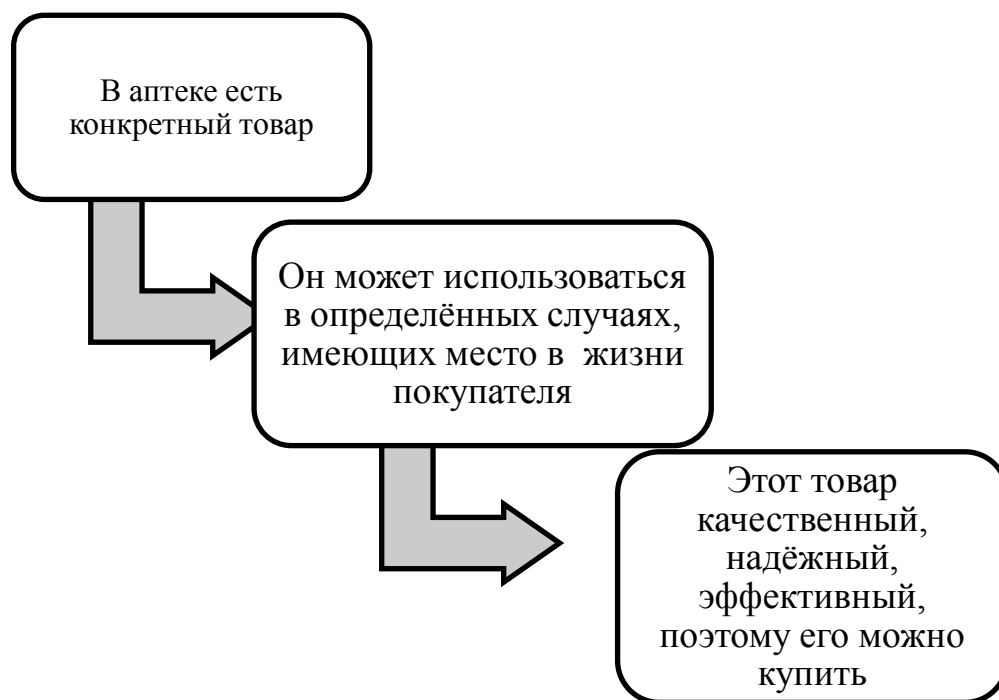 В аптеке есть
конкретный товар
Он может использоваться
в определённых случаях,
имеющих место в  жизни
покупателя
Этот товар
качественный,
надёжный,
эффективный,
поэтому его можно
купить